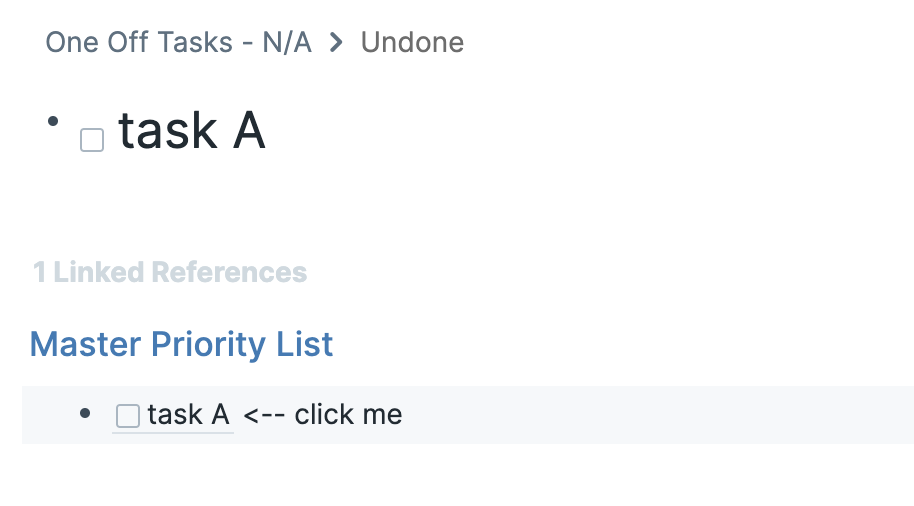 One Off Tasks - N/A > Undone
task A
1 Linked References
Master Priority List
task A <-- click me